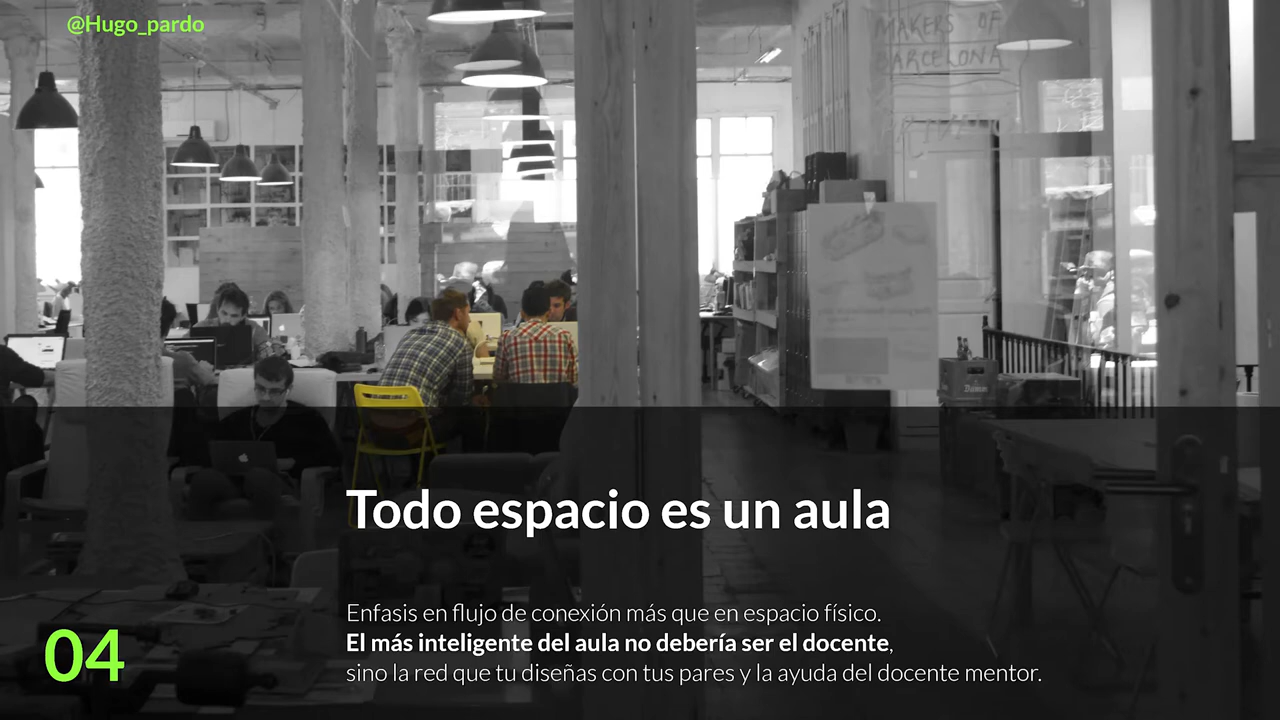 @Hugo_pardo
MAKERS OF
BARCELONA
Damm
Todo espacio es un aula
Enfasis en flujo de conexión más que en espacio físico.
El más inteligente del aula no debería ser el docente,
sino la red que tu diseñas con tus pares y la ayuda del docente mentor.
04